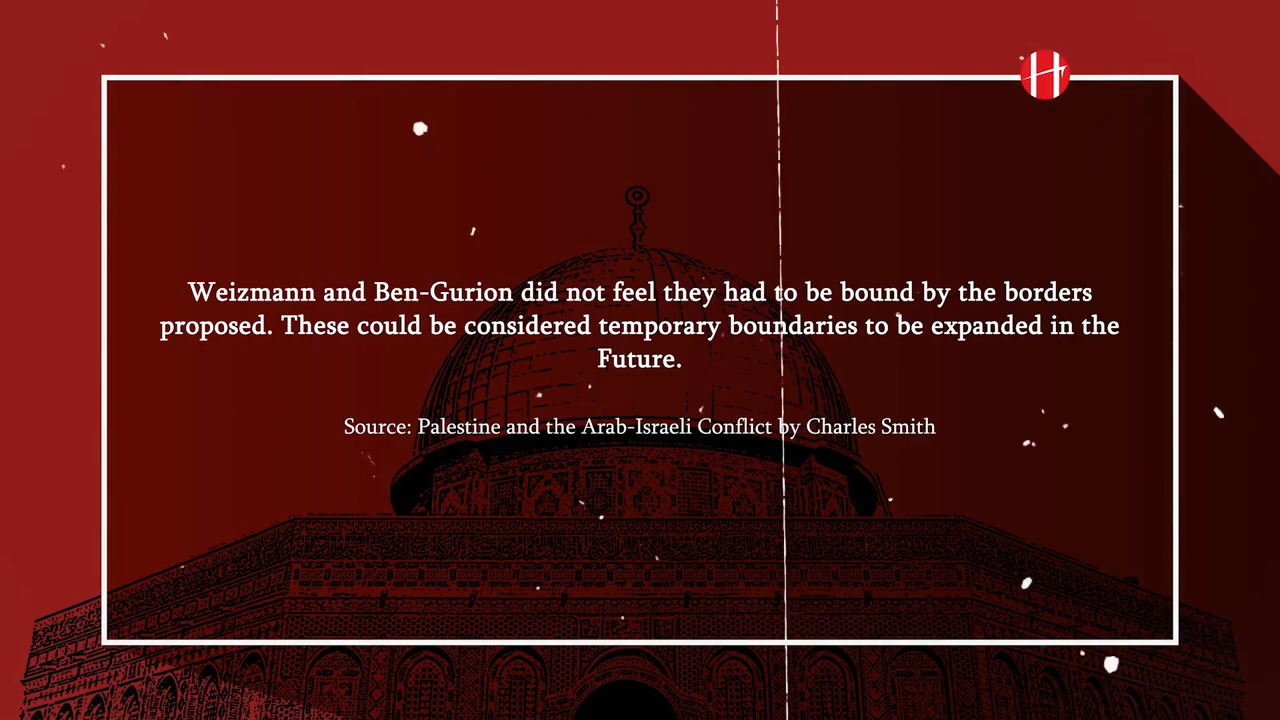 Weizmann and Ben-Gurion did not feel they had to be bound by the borders
proposed. These could be considered temporary boundaries to be expanded in the
Future.
Source: Palestine and the Arab-Israeli Conflict by Charles Smith